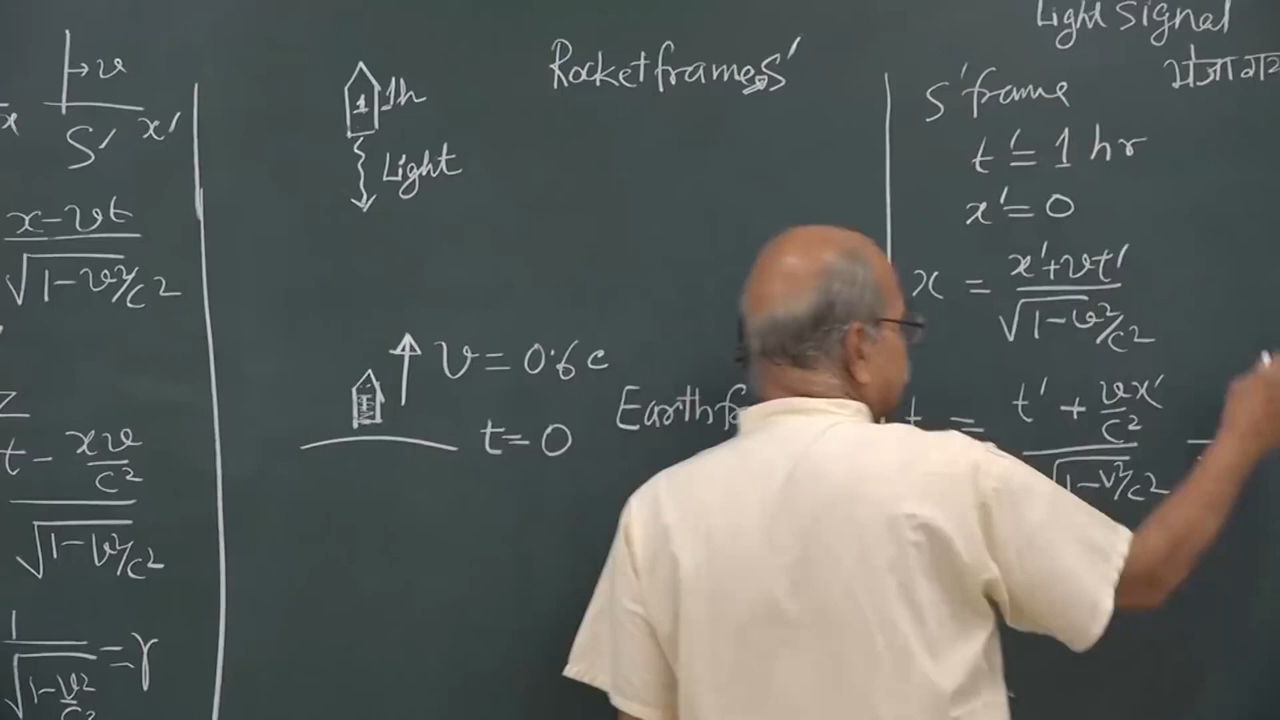 →v
x
S′ x′
x-vt
√1-v²/c²
Z
t - xv/c²
√1-v²/c²
1
√1-v²/c² = γ
Rocket frame S′
1 1h
Light
v = 0.6c
t = 0
Earth
Light Signal
S′ frame
t′ = 1 hr
x′ = 0
x = x′+vt′
√1-v²/c²
t = t′ + vx′/c²
√1-v²/c²